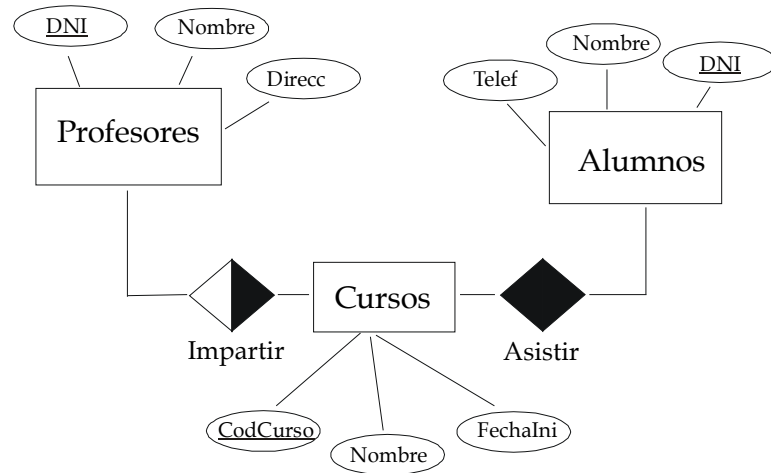 DNI
Nombre
Direcc
Profesores
Nombre
Telef
DNI
Alumnos
Cursos
Impartir
Asistir
CodCurso
Nombre
FechaIni